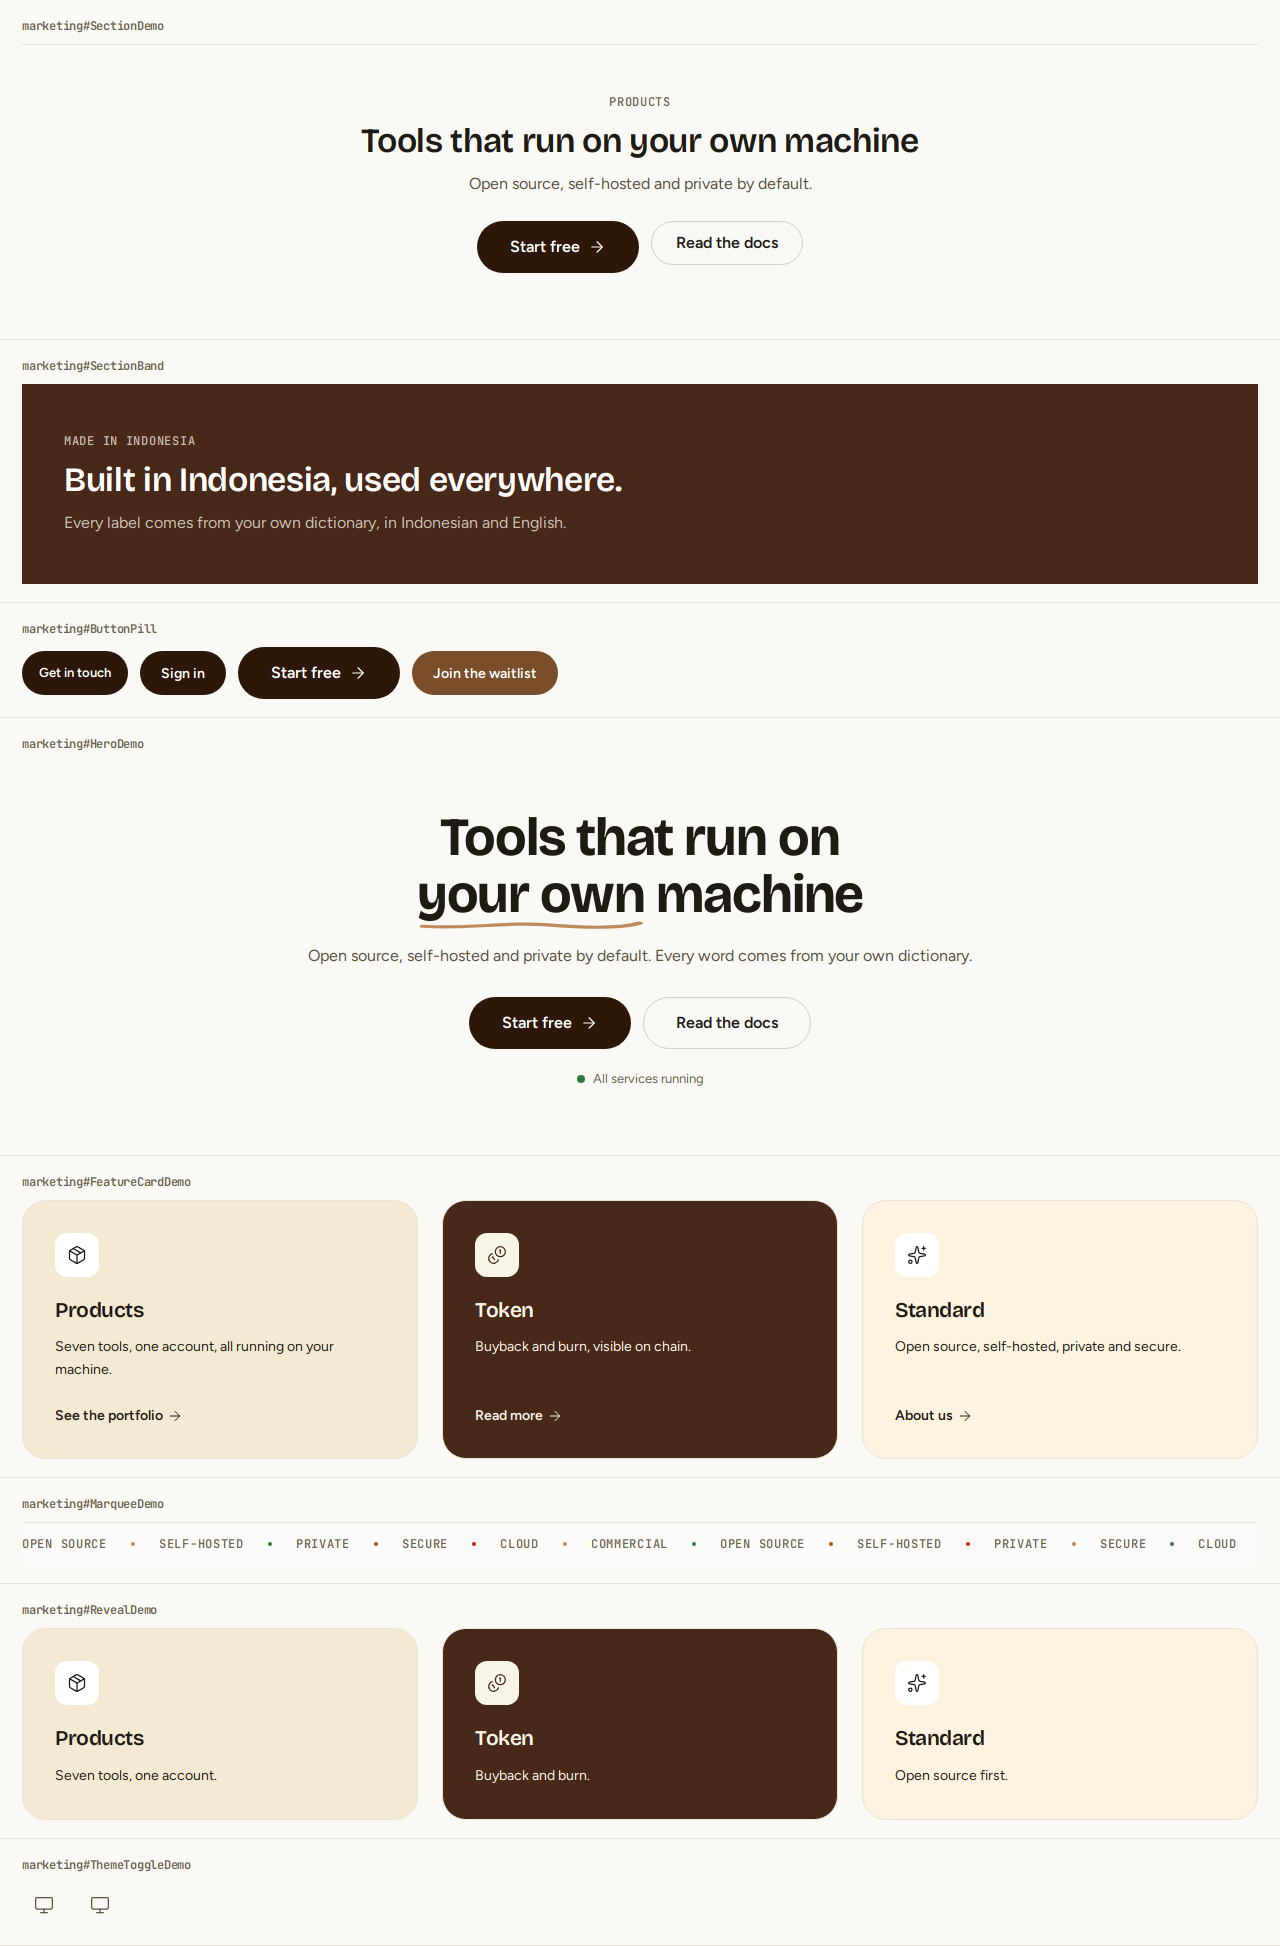 marketing#SectionDemo
PRODUCTS
Tools that run on your own machine
Open source, self-hosted and private by default.
Start free
Read the docs
marketing#SectionBand
MADE IN INDONESIA
Built in Indonesia, used everywhere.
Every label comes from your own dictionary, in Indonesian and English.
marketing#ButtonPill
Get in touch
Sign in
Start free
Join the waitlist
marketing#HeroDemo
Tools that run on
your own machine
Open source, self-hosted and private by default. Every word comes from your own dictionary.
Start free
Read the docs
All services running
marketing#FeatureCardDemo
Products
Seven tools, one account, all running on your
machine.
See the portfolio
Token
Buyback and burn, visible on chain.
Read more
Standard
Open source, self-hosted, private and secure.
About us
marketing#MarqueeDemo
OPEN SOURCE • SELF-HOSTED • PRIVATE • SECURE • CLOUD • COMMERCIAL • OPEN SOURCE • SELF-HOSTED • PRIVATE • SECURE • CLOUD
marketing#RevealDemo
Products
Seven tools, one account.
Token
Buyback and burn.
Standard
Open source first.
marketing#ThemeToggleDemo